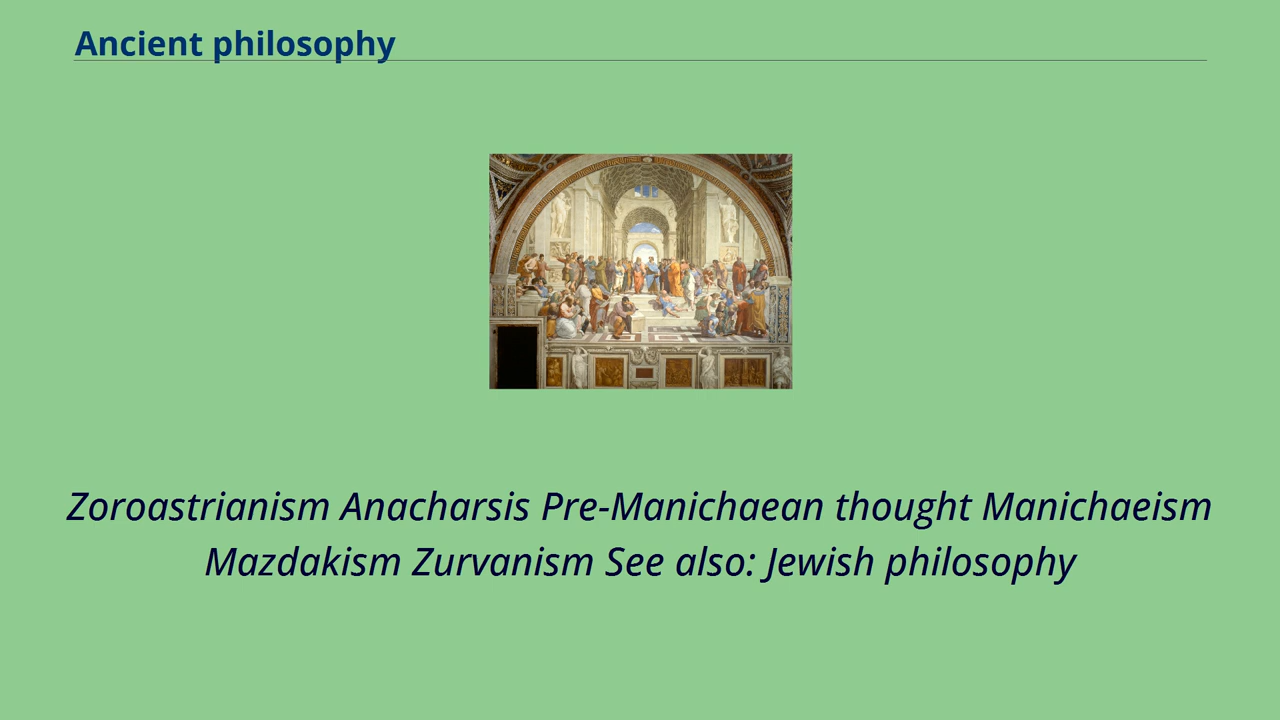 Ancient philosophy
Zoroastrianism Anacharsis Pre-Manichaean thought Manichaeism
Mazdakism Zurvanism See also: Jewish philosophy